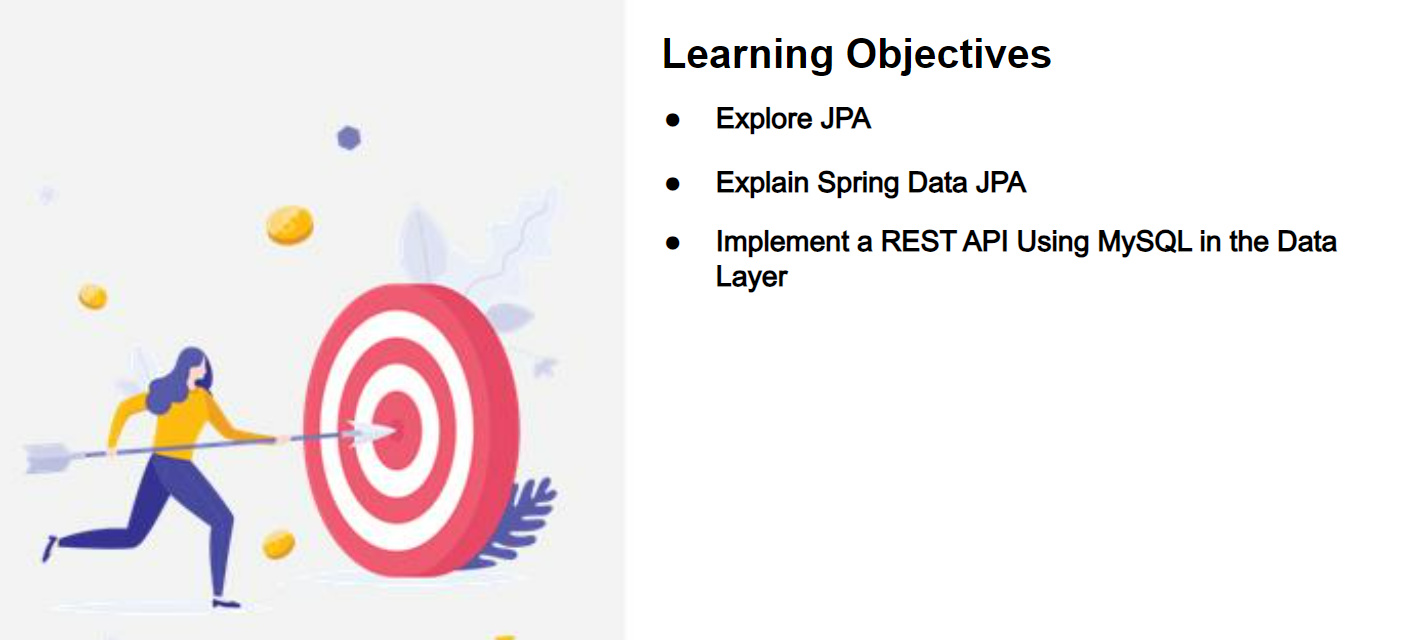 Learning Objectives
● Explore JPA
● Explain Spring Data JPA
● Implement a REST API Using MySQL in the Data
Layer